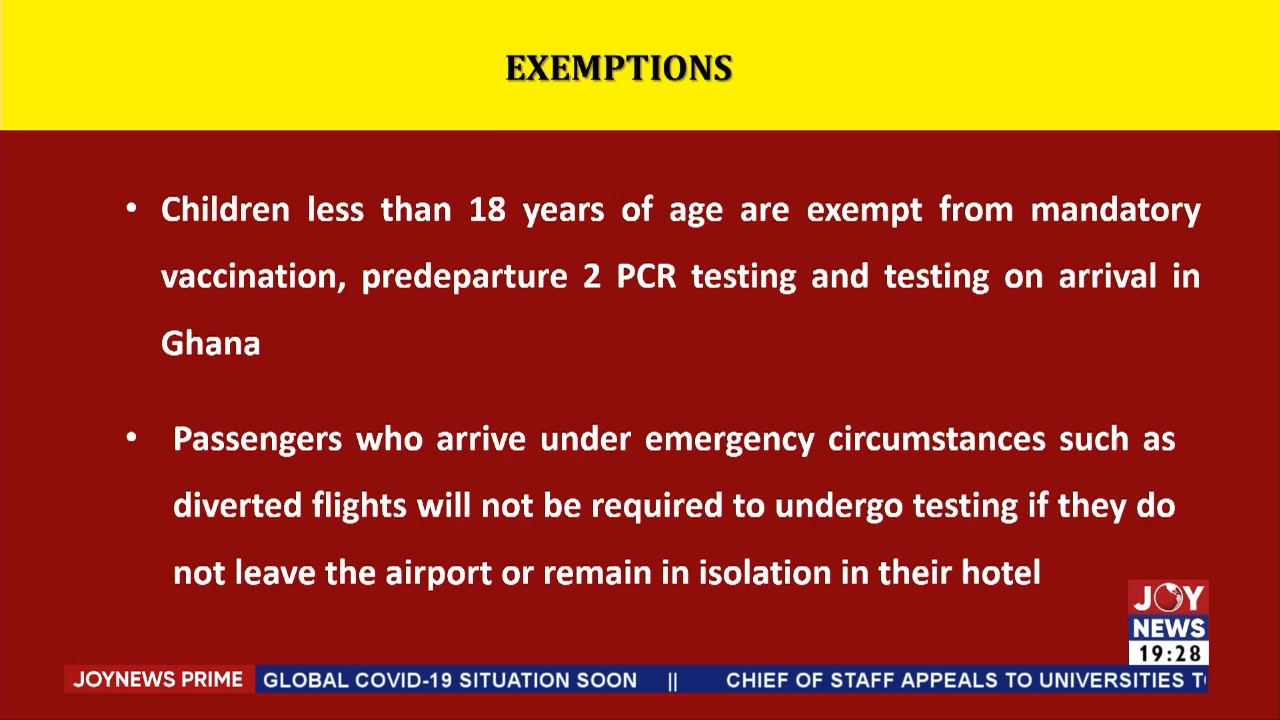 EXEMPTIONS
• Children less than 18 years of age are exempt from mandatory
vaccination, predeparture 2 PCR testing and testing on arrival in
Ghana
• Passengers who arrive under emergency circumstances such as
diverted flights will not be required to undergo testing if they do
not leave the airport or remain in isolation in their hotel
JOY
NEWS
19:28
JOYNEWS PRIME GLOBAL COVID-19 SITUATION SOON || CHIEF OF STAFF APPEALS TO UNIVERSITIES